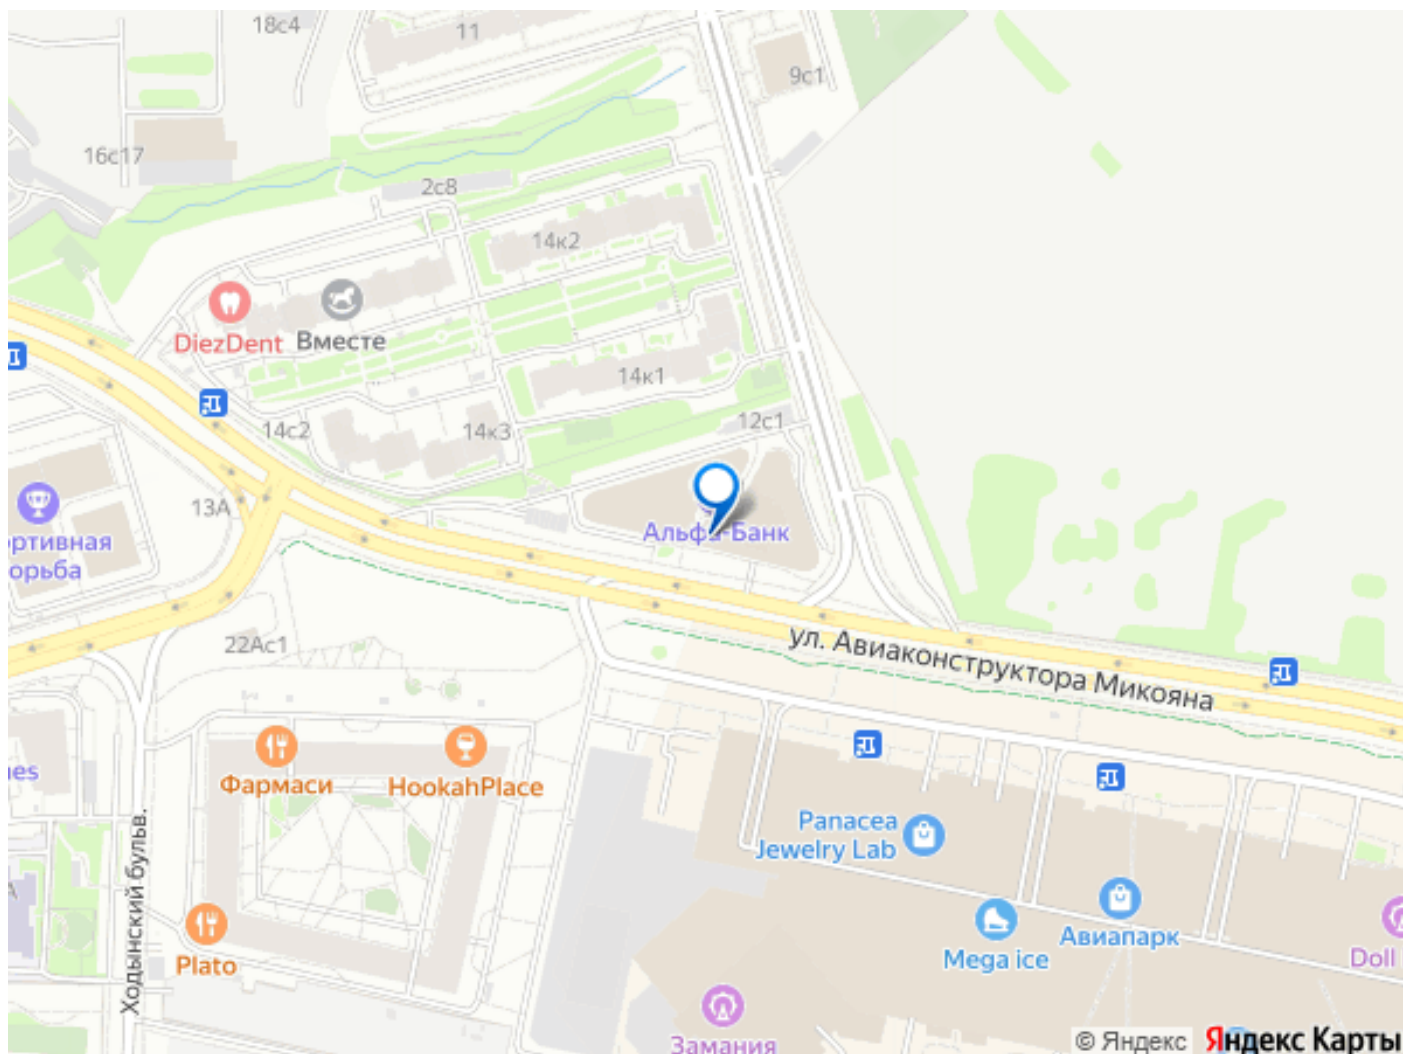 18с4
11
9с1
16с17
2с8
14к2
DiezDent
Вместе
14к1
12с1
14с2
14к3
13А
Альфа-Банк
ортивная
орьба
22Ас1
ул. Авиаконструктора Микояна
Фармаси
HookahPlace
es
Panacea
Jewelry Lab
Ходынский бульв.
Авиапарк
Plato
Mega ice
Doll
Замания
© Яндекс Яндекс Карты